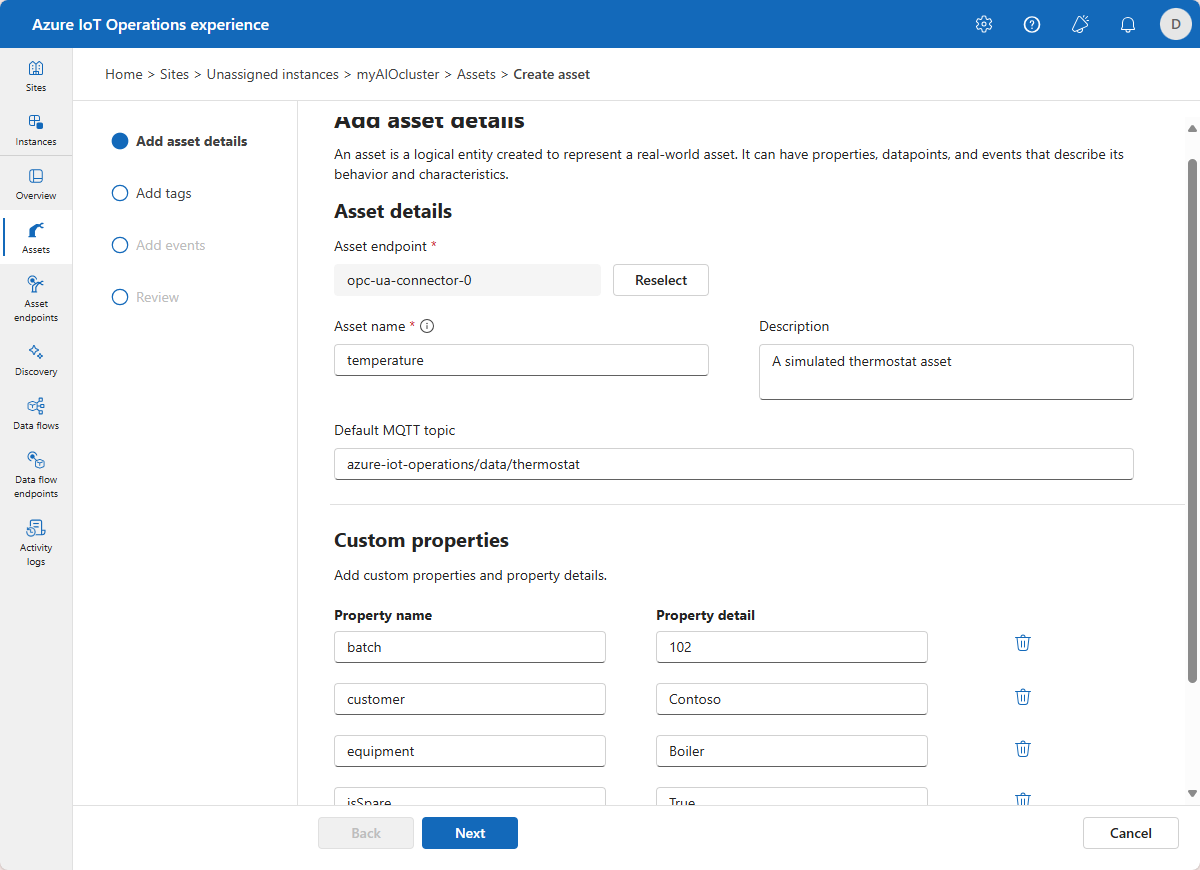 Azure IoT Operations experience
D
Home > Sites > Unassigned instances > myAIOcluster > Assets > Create asset
Sites
Instances
Overview
Assets
Asset
endpoints
Discovery
Data flows
Data flow
endpoints
Activity
logs
Add asset details
Add tags
Add events
Review
Add asset details
An asset is a logical entity created to represent a real-world asset. It can have properties, datapoints, and events that describe its
behavior and characteristics.
Asset details
Asset endpoint *
opc-ua-connector-0
Reselect
Asset name *
Description
temperature
A simulated thermostat asset
Default MQTT topic
azure-iot-operations/data/thermostat
Custom properties
Add custom properties and property details.
Property name
Property detail
batch
102
customer
Contoso
equipment
Boiler
isSpare
True
Back
Next
Cancel